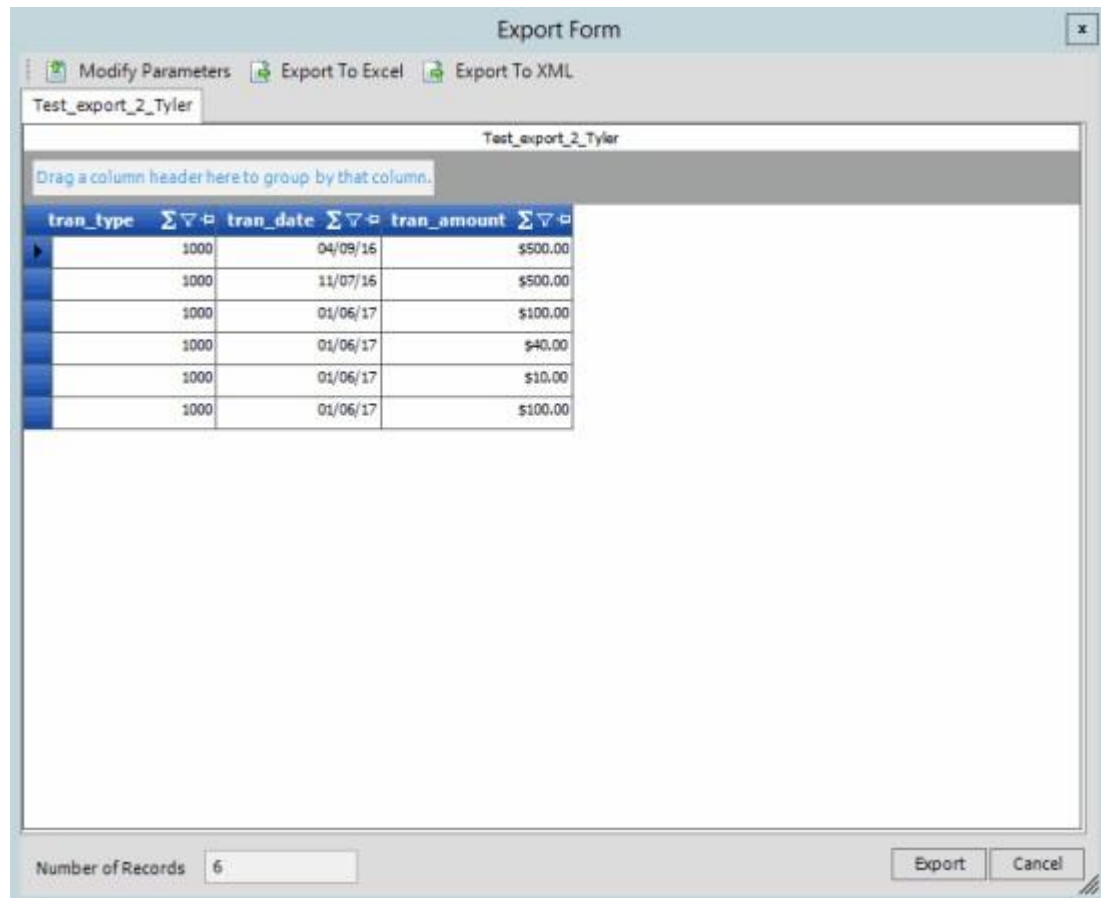 Export Form
x
Modify Parameters Export To Excel Export To XML
Test_export_2_Tyler
Test_export_2_Tyler
Drag a column header here to group by that column.
tran_type Σ tran_date Σ tran_amount Σ
1000 04/09/16 $500.00
1000 11/07/16 $500.00
1000 01/06/17 $100.00
1000 01/06/17 $40.00
1000 01/06/17 $10.00
1000 01/06/17 $100.00
Number of Records 6 Export Cancel